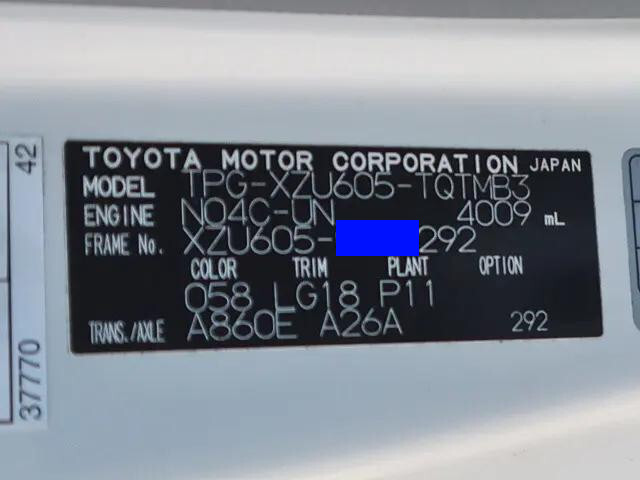 TOYOTA MOTOR CORPORATION JAPAN
MODEL TPG-XZU605-TQTMB3
ENGINE N04C-UN 4009 mL
FRAME No. XZU605- 292
COLOR TRIM PLANT OPTION
058 LG18 P11
TRANS./AXLE A860E A26A 292
37770 42